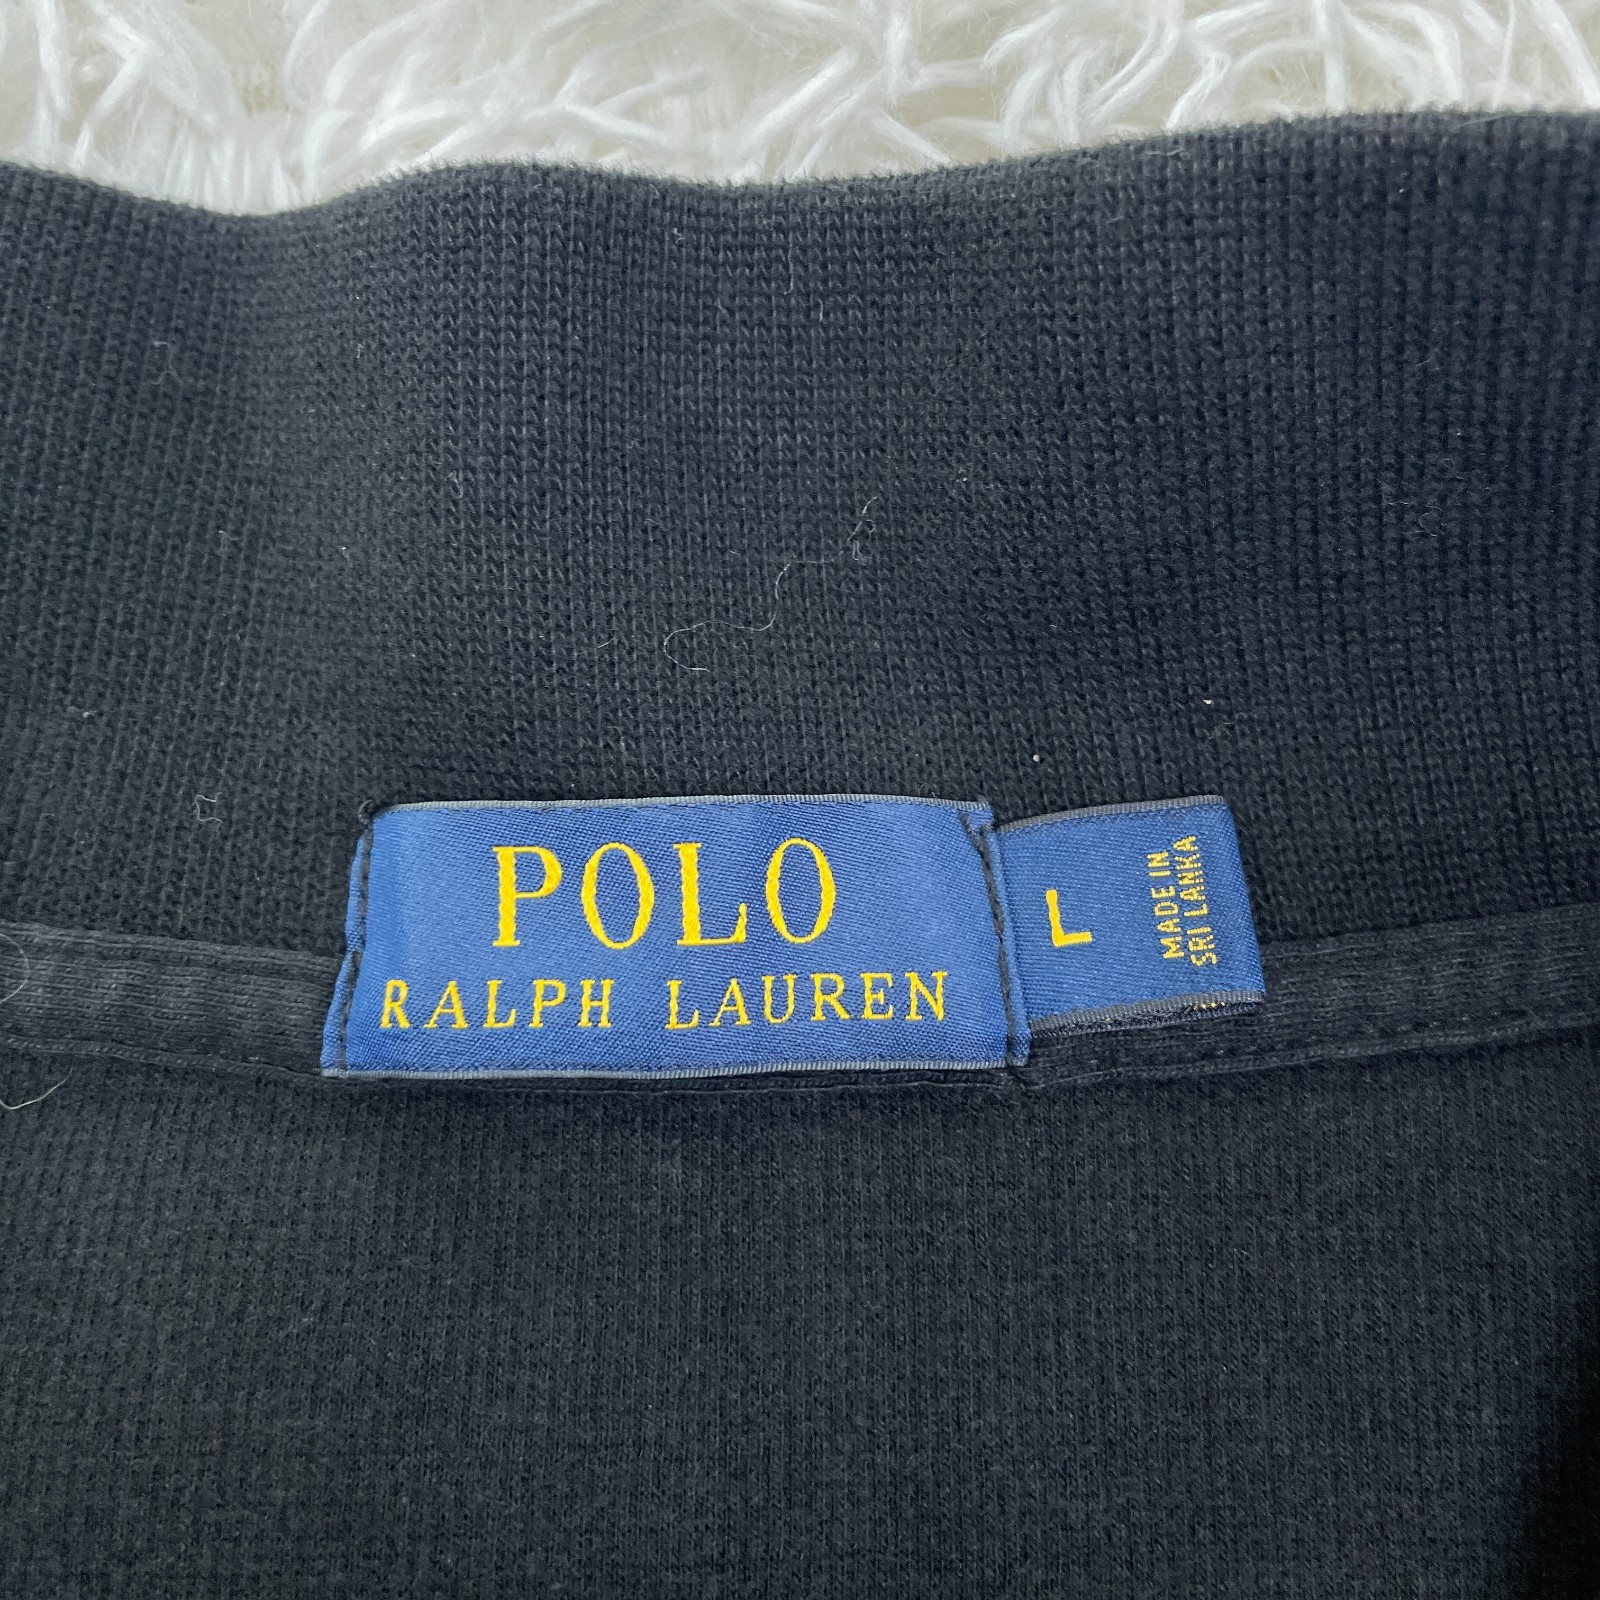 POLO
RALPH LAUREN
L
MADE IN
SRI LANKA